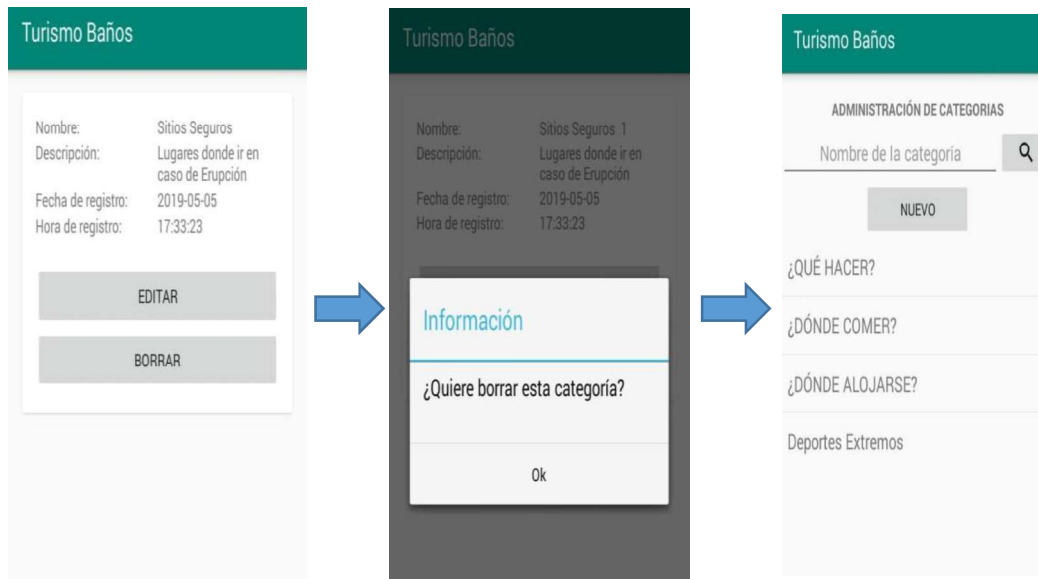 Turismo Baños
Nombre: Sitios Seguros
Descripción: Lugares donde ir en
caso de Erupción
Fecha de registro: 2019-05-05
Hora de registro: 17:33:23
EDITAR
BORRAR
Turismo Baños
Nombre: Sitios Seguros 1
Descripción: Lugares donde ir en
caso de Erupción
Fecha de registro: 2019-05-05
Hora de registro: 17:33:23
Información
¿Quiere borrar esta categoría?
Ok
Turismo Baños
ADMINISTRACIÓN DE CATEGORIAS
Nombre de la categoría
NUEVO
¿QUÉ HACER?
¿DÓNDE COMER?
¿DÓNDE ALOJARSE?
Deportes Extremos